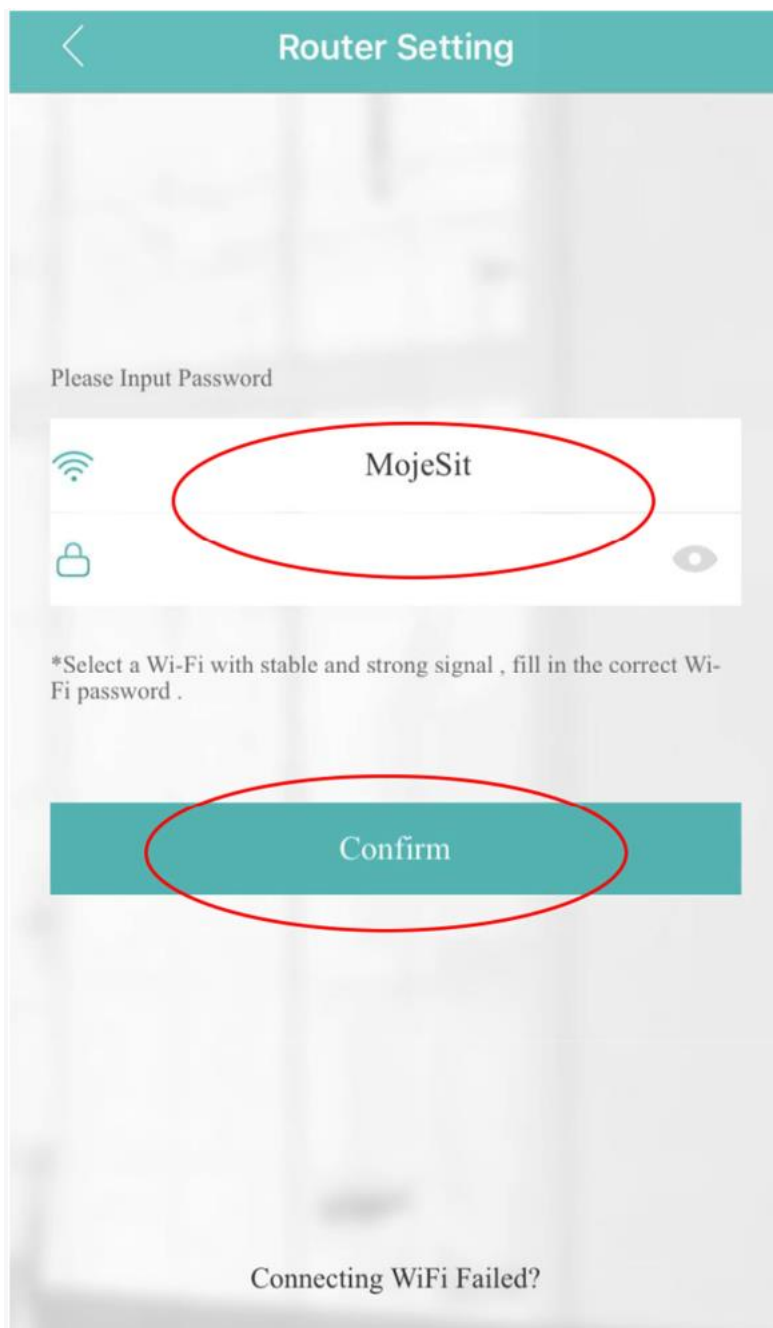 Router Setting
Please Input Password
MojeSit
*Select a Wi-Fi with stable and strong signal , fill in the correct Wi-
Fi password .
Confirm
Connecting WiFi Failed?